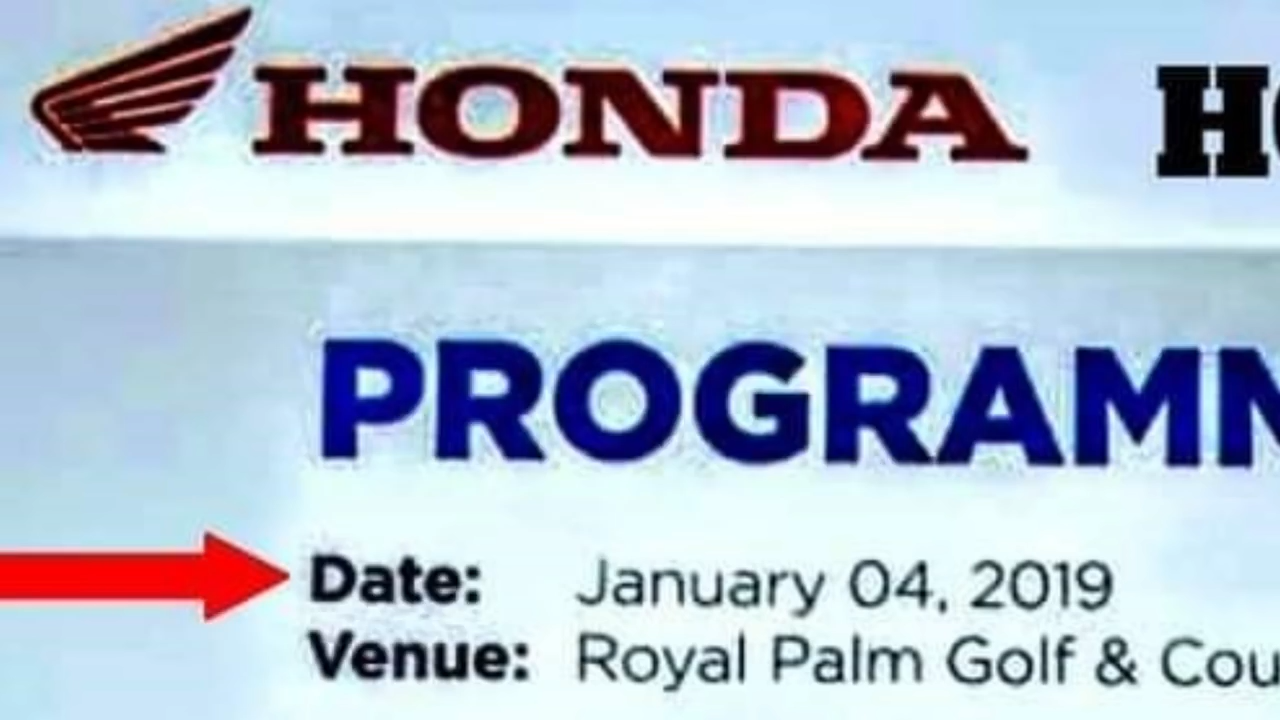 HONDA H
PROGRAMM
Date: January 04, 2019
Venue: Royal Palm Golf & Cou